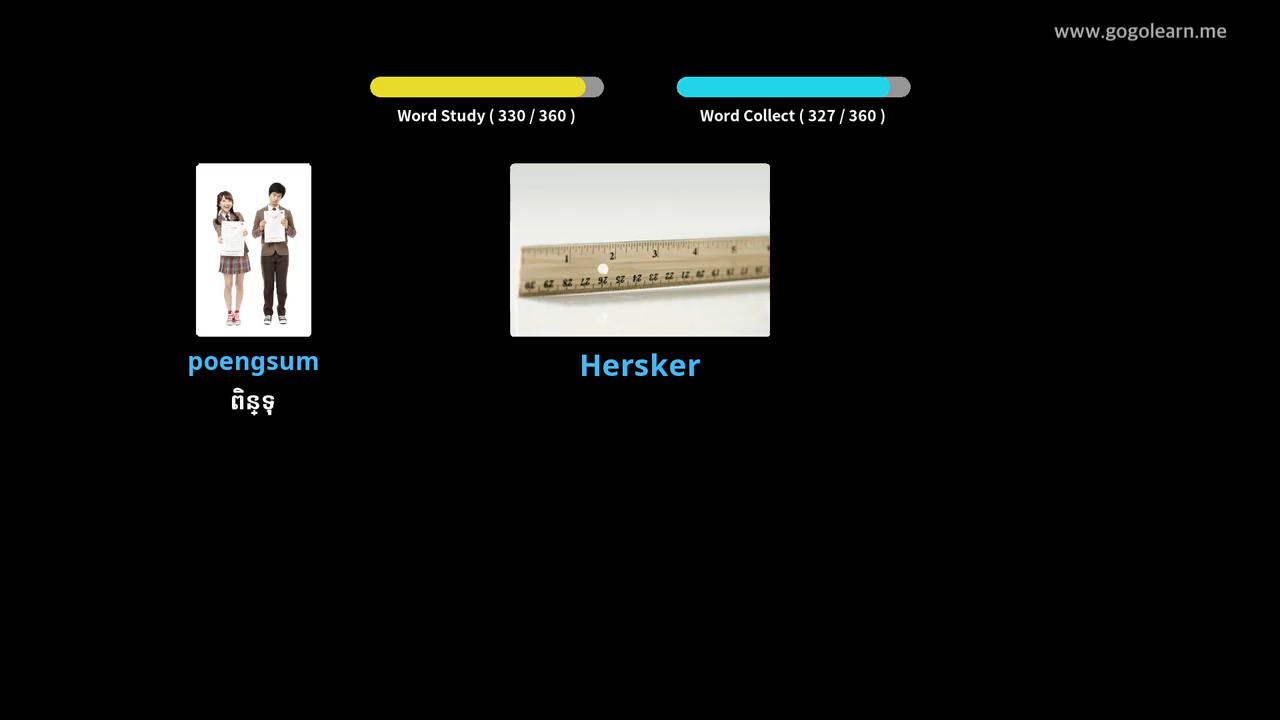 www.gogolearn.me
Word Study ( 330 / 360 )
Word Collect ( 327 / 360 )
poengsum
ពិន្ទុ
Hersker